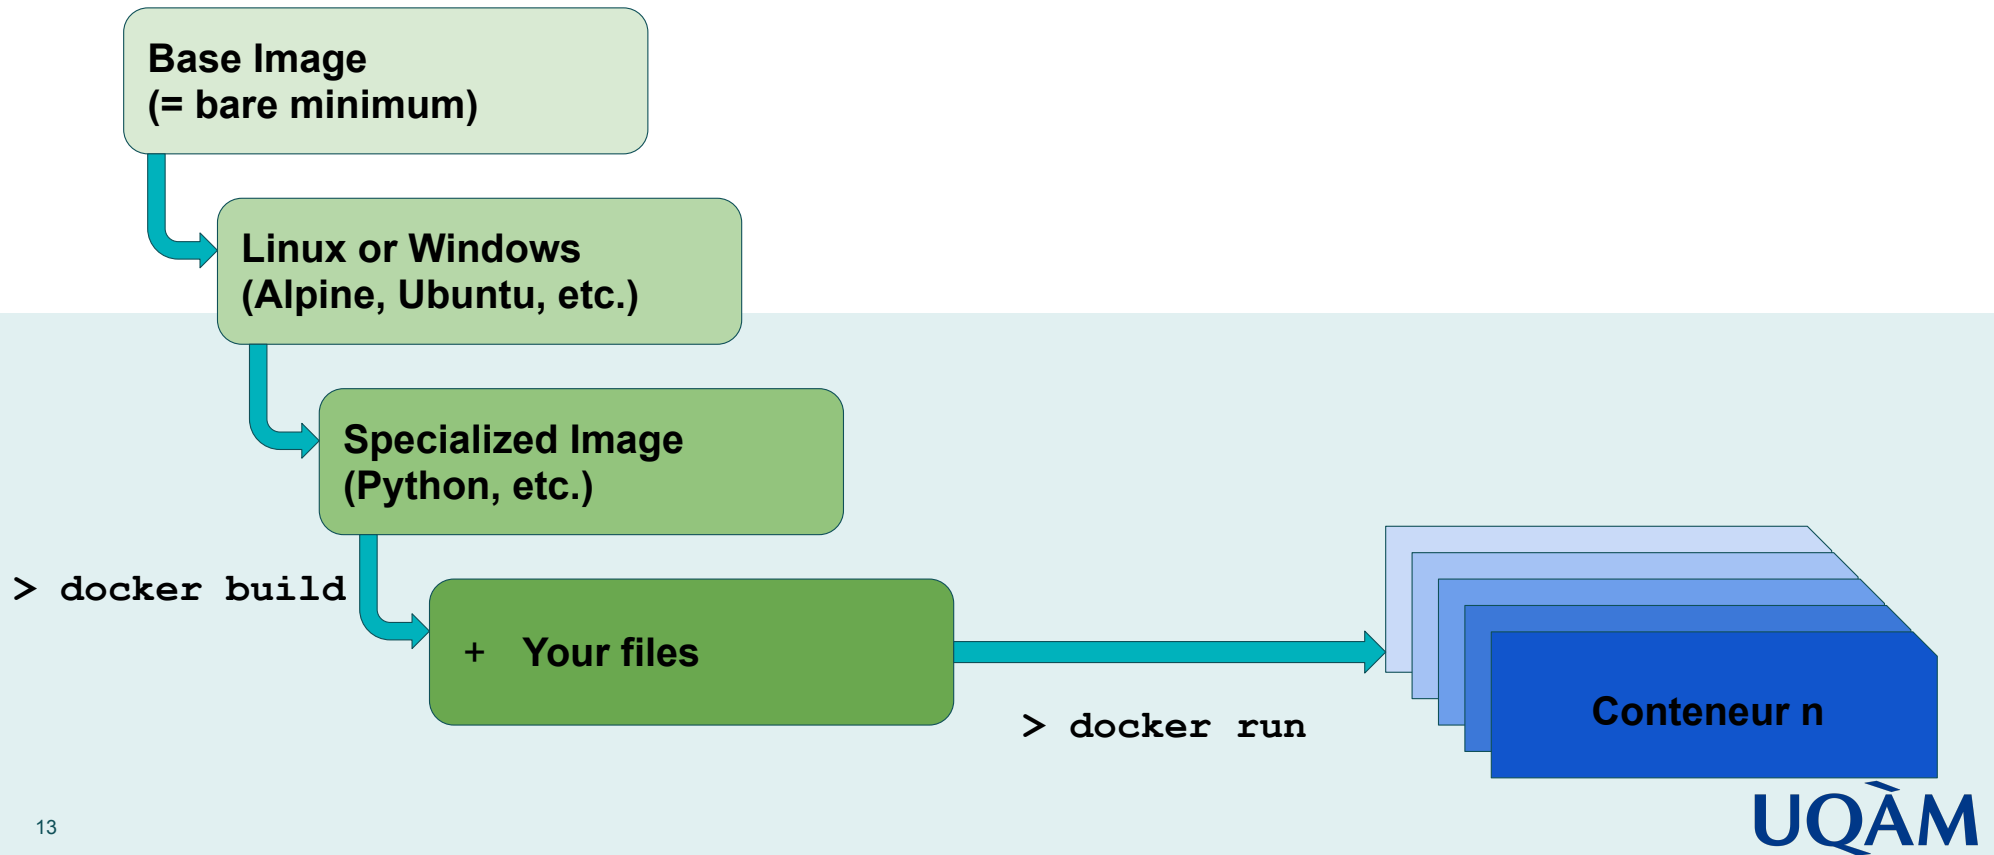 Base Image
(= bare minimum)
Linux or Windows
(Alpine, Ubuntu, etc.)
Specialized Image
(Python, etc.)
> docker build
+ Your files
> docker run
Conteneur n
13
UQÀM